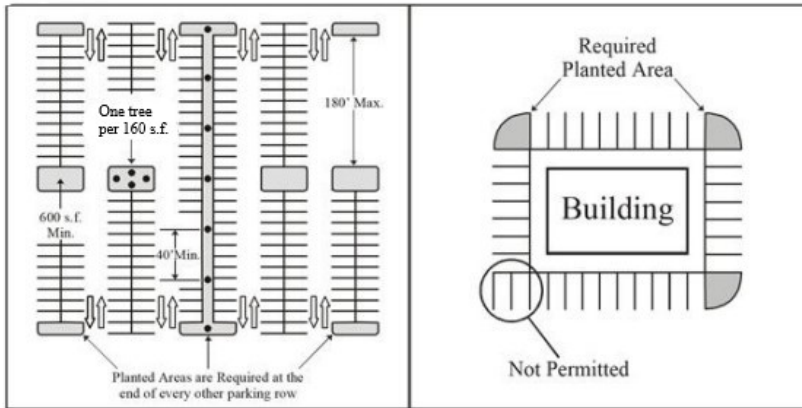 One tree
per 160 s.f.
180' Max.
600 s.f.
Min.
40'Min.
Planted Areas are Required at the
end of every other parking row
Required
Planted Area
Building
Not Permitted